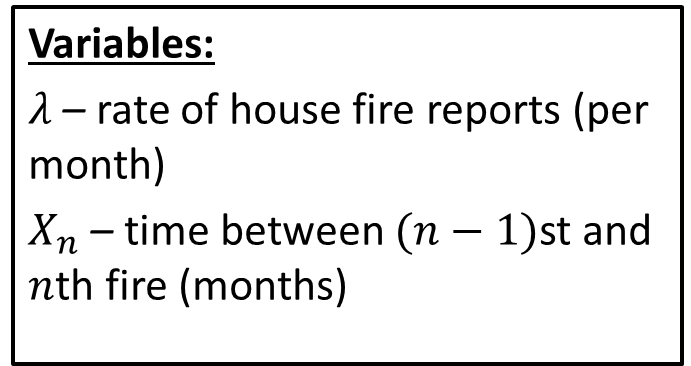 Variables:
λ – rate of house fire reports (per
month)
Xₙ – time between (n − 1)st and
nth fire (months)